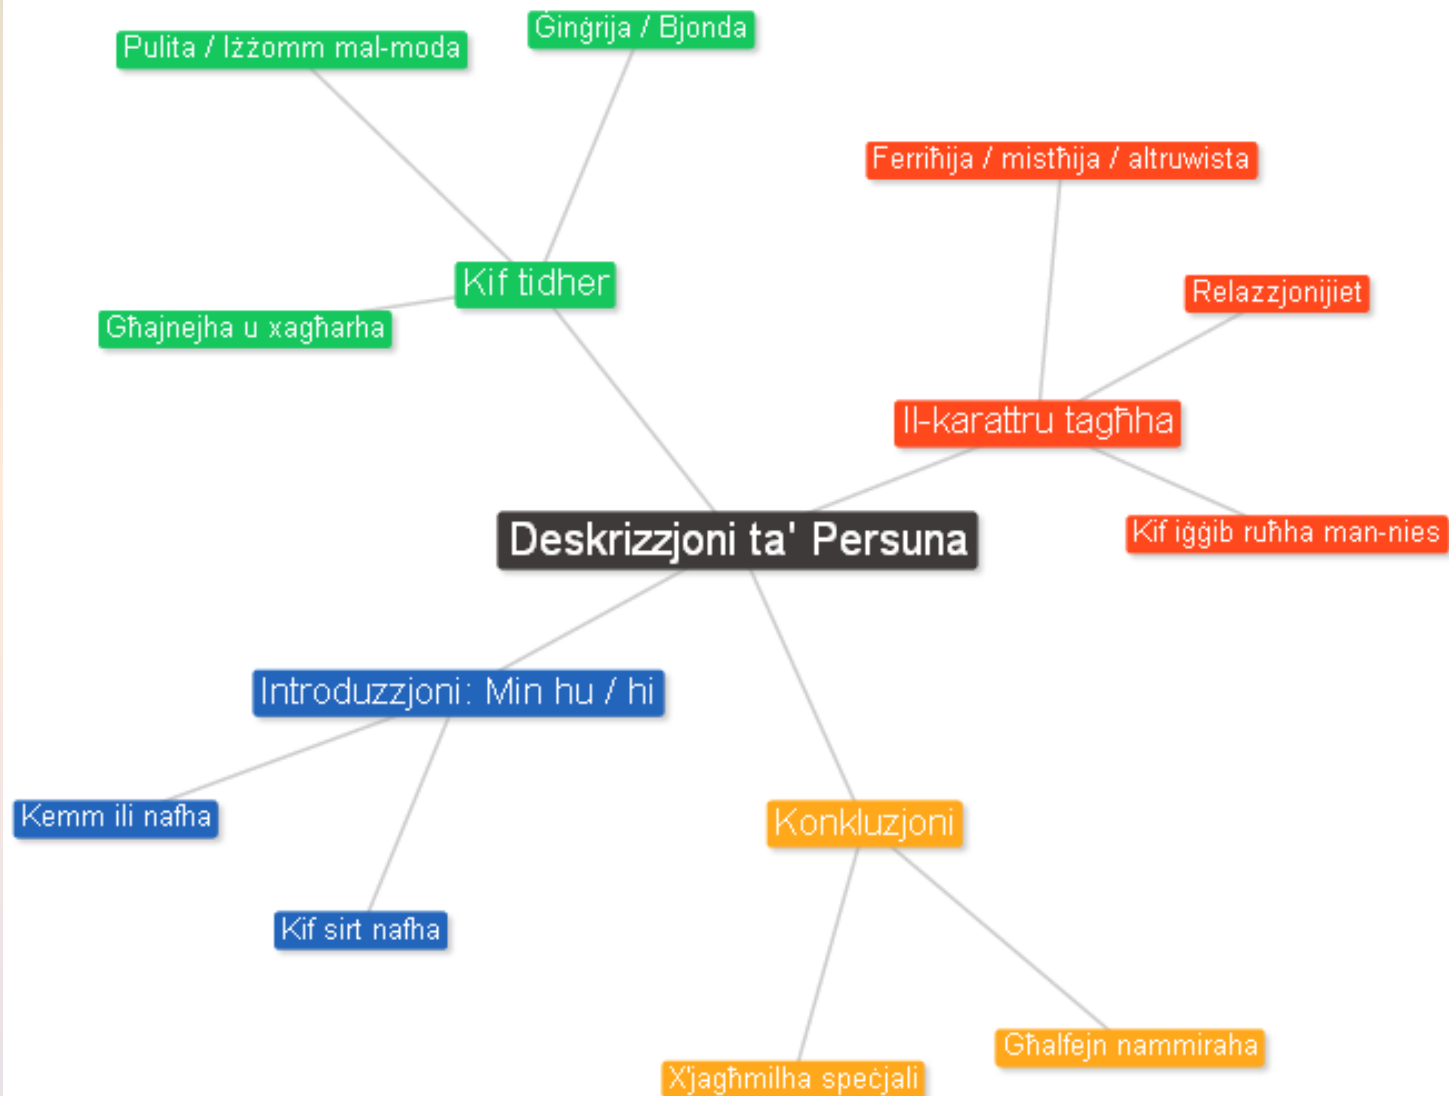 Pulita / Iżżomm mal-moda
Ġinġrija / Bjonda
Ferriħija / mistħija / altruwista
Kif tidher
Relazzjonijiet
Għajnejha u xagħarha
Il-karattru tagħha
Deskrizzjoni ta' Persuna
Kif iġġib ruħha man-nies
Introduzzjoni: Min hu / hi
Kemm ili nafha
Konkluzjoni
Kif sirt nafha
Għalfejn nammiraha
X'jagħmilha speċjali